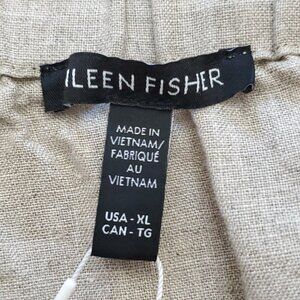 ILEEN FISHER
MADE IN
VIETNAM/
FABRIQUÉ
AU
VIETNAM
USA - XL
CAN - TG